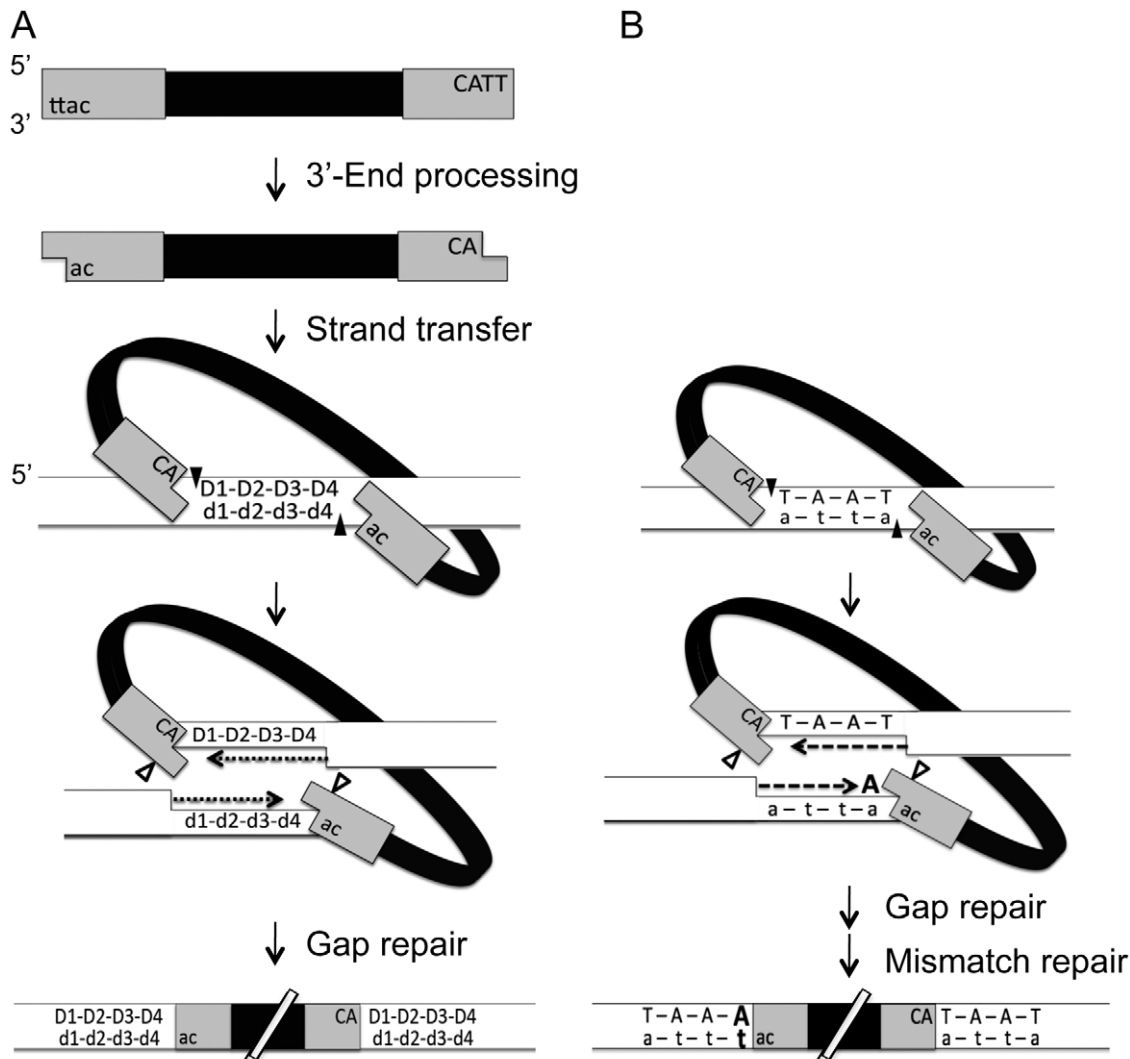 A
5’
ttac
CATT
3’
3’-End processing
ac
CA
Strand transfer
5’
CA
D1-D2-D3-D4
d1-d2-d3-d4
ac
CA
D1-D2-D3-D4
d1-d2-d3-d4
ac
Gap repair
D1-D2-D3-D4
d1-d2-d3-d4
ac
CA
D1-D2-D3-D4
d1-d2-d3-d4
B
CA
T–A–A–T
a–t–t–a
ac
CA
T–A–A–T
A
a–t–t–a
ac
Gap repair
Mismatch repair
T–A–A–A
a–t–t–t
ac
CA
T–A–A–T
a–t–t–a